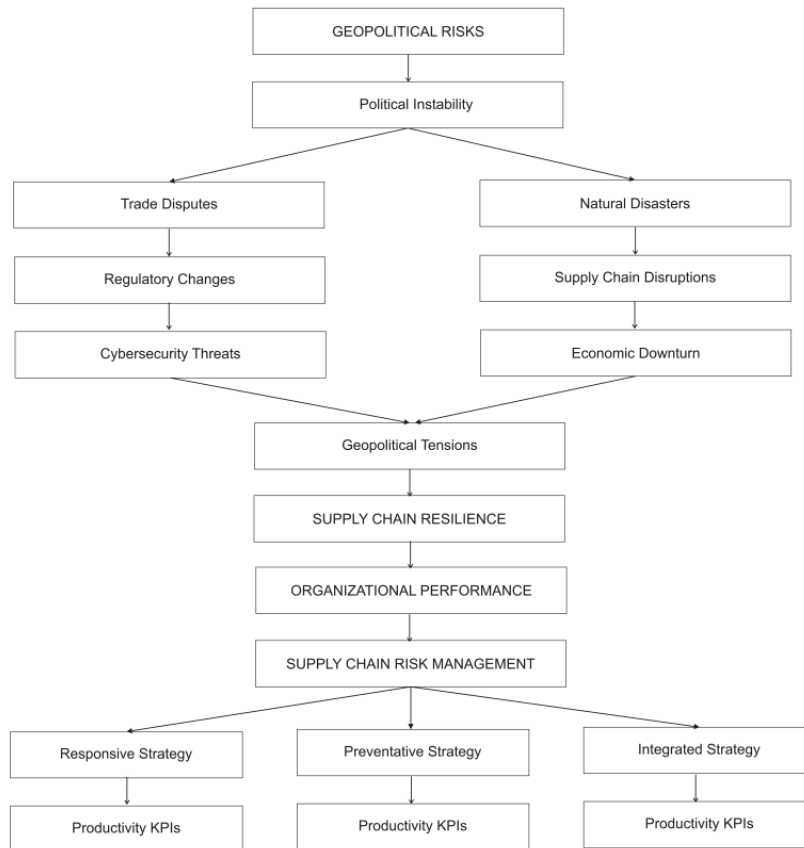 GEOPOLITICAL RISKS
Political Instability
Trade Disputes
Natural Disasters
Regulatory Changes
Supply Chain Disruptions
Cybersecurity Threats
Economic Downturn
Geopolitical Tensions
SUPPLY CHAIN RESILIENCE
ORGANIZATIONAL PERFORMANCE
SUPPLY CHAIN RISK MANAGEMENT
Responsive Strategy
Preventative Strategy
Integrated Strategy
Productivity KPIs
Productivity KPIs
Productivity KPIs